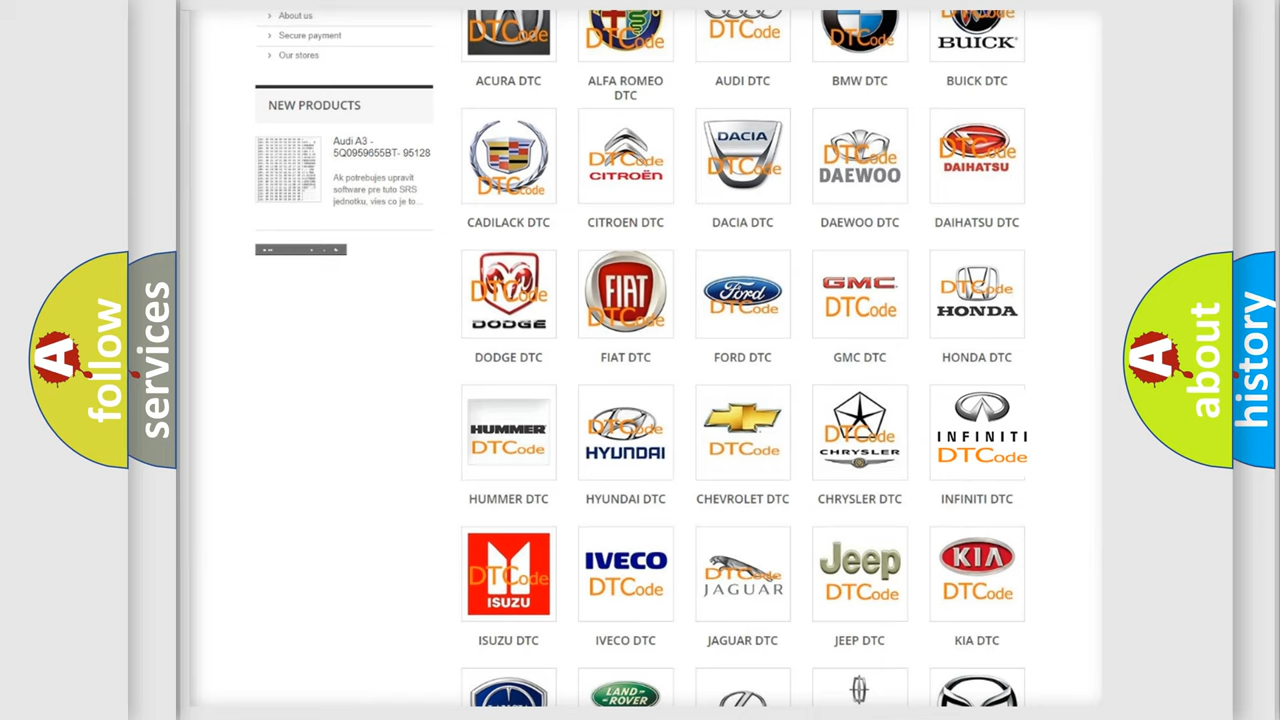 About us
Secure payment
Our stores
NEW PRODUCTS
Audi A3 -
5Q0959655BT- 95128
Ak potrebujes upravit
software pre tuto SRS
jednotku, vies co je to...
DTCode
DTCode
DTCode
DTCode
BUICK
ACURA DTC
ALFA ROMEO
DTC
AUDI DTC
BMW DTC
BUICK DTC
DTCode
DTCode
CITROËN
DACIA
DTCode
DTCode
DAEWOO
DTCode
DAIHATSU
CADILACK DTC
CITROEN DTC
DACIA DTC
DAEWOO DTC
DAIHATSU DTC
DTCode
DODGE
FIAT
DTCode
Ford
DTCode
GMC
DTCode
DTCode
HONDA
DODGE DTC
FIAT DTC
FORD DTC
GMC DTC
HONDA DTC
HUMMER
DTCode
DTCode
HYUNDAI
DTCode
DTCode
CHRYSLER
INFINITI
DTCode
HUMMER DTC
HYUNDAI DTC
CHEVROLET DTC
CHRYSLER DTC
INFINITI DTC
DTCode
ISUZU
IVECO
DTCode
DTCode
JAGUAR
Jeep
DTCode
KIA
DTCode
ISUZU DTC
IVECO DTC
JAGUAR DTC
JEEP DTC
KIA DTC
LAND-
ROVER
A
follow
services
A
about
history